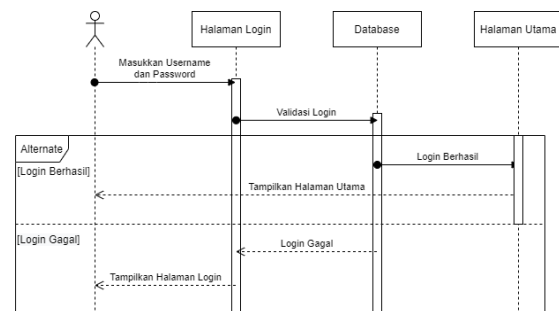 Halaman Login
Database
Halaman Utama
Masukkan Username
dan Password
Validasi Login
Alternate
Login Berhasil
[Login Berhasil]
Tampilkan Halaman Utama
[Login Gagal]
Login Gagal
Tampilkan Halaman Login